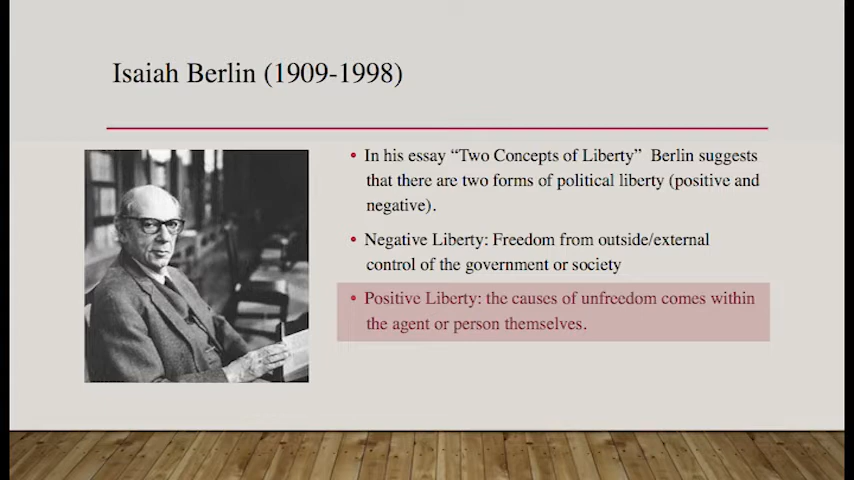 Isaiah Berlin (1909-1998)
• In his essay “Two Concepts of Liberty”  Berlin suggests
that there are two forms of political liberty (positive and
negative).
• Negative Liberty: Freedom from outside/external
control of the government or society
• Positive Liberty: the causes of unfreedom comes within
the agent or person themselves.